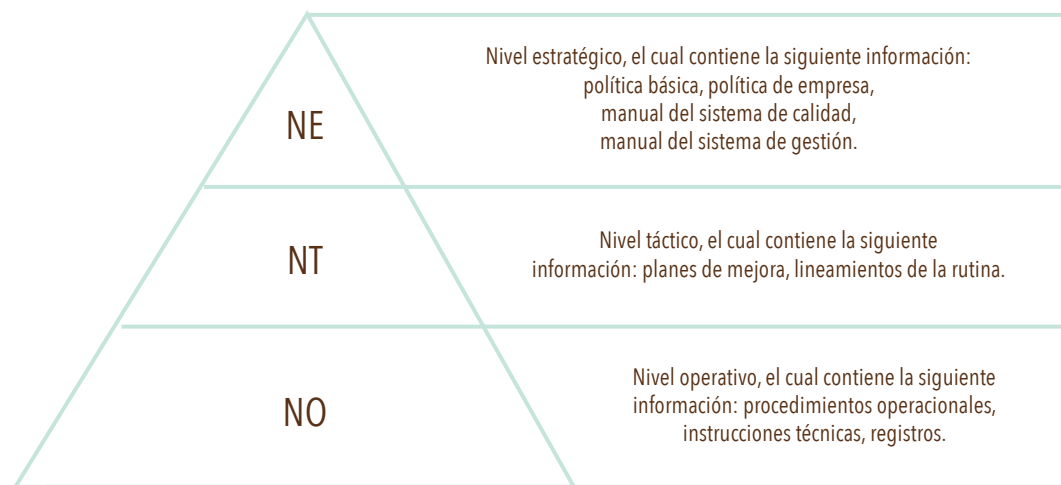 NE
Nivel estratégico, el cual contiene la siguiente información:
política básica, política de empresa,
manual del sistema de calidad,
manual del sistema de gestión.
NT
Nivel táctico, el cual contiene la siguiente
información: planes de mejora, lineamientos de la rutina.
NO
Nivel operativo, el cual contiene la siguiente
información: procedimientos operacionales,
instrucciones técnicas, registros.